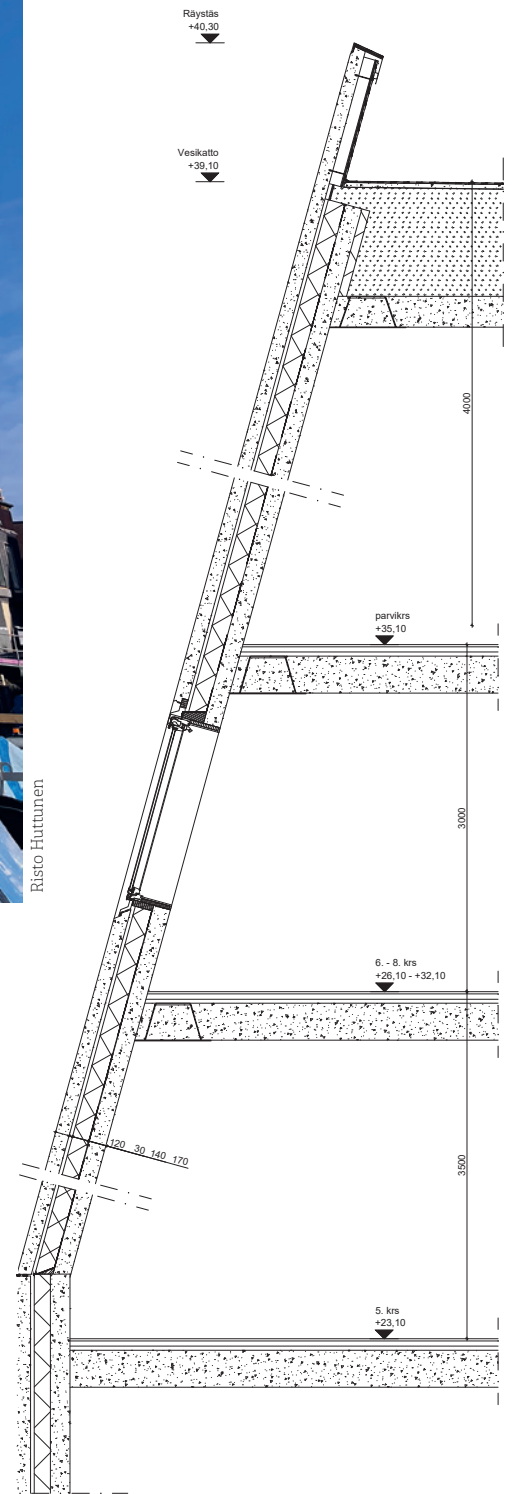 Räystäs
+40,30
Vesikatto
+39,10
4000
parvikrs
+35,10
3000
Risto Huttunen
6. - 8. krs
+26,10 - +32,10
120 30 140 170
3500
5. krs
+23,10